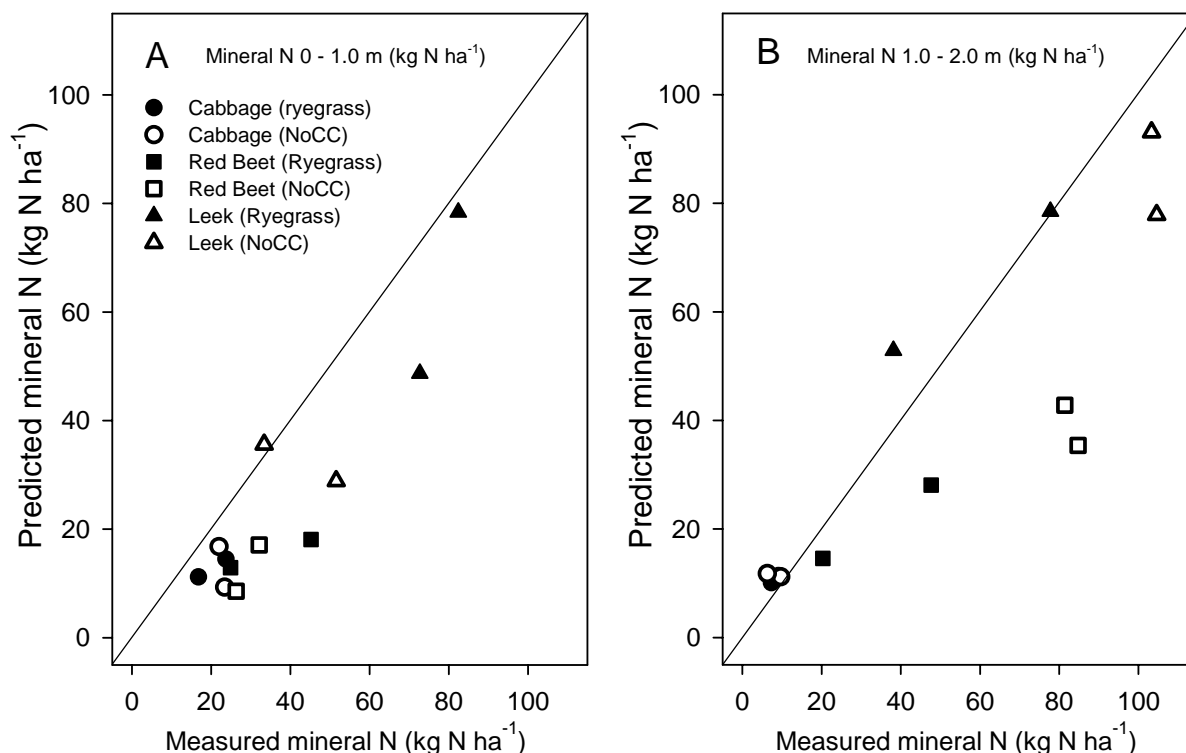 A
Mineral N 0 - 1.0 m (kg N ha⁻¹)
Cabbage (ryegrass)
Cabbage (NoCC)
Red Beet (Ryegrass)
Red Beet (NoCC)
Leek (Ryegrass)
Leek (NoCC)
Predicted mineral N (kg N ha⁻¹)
100
80
60
40
20
0
0 20 40 60 80 100
Measured mineral N (kg N ha⁻¹)
B
Mineral N 1.0 - 2.0 m (kg N ha⁻¹)
Predicted mineral N (kg N ha⁻¹)
100
80
60
40
20
0
0 20 40 60 80 100
Measured mineral N (kg N ha⁻¹)